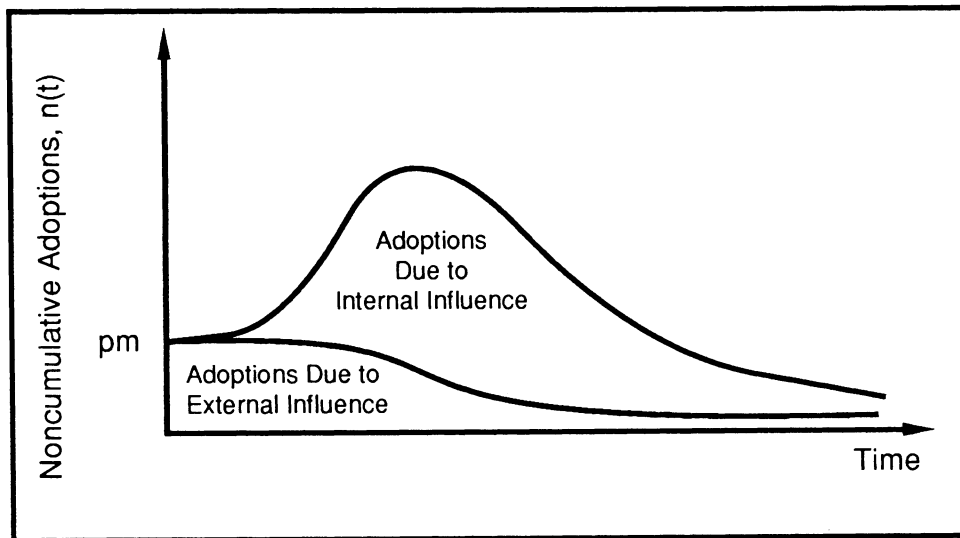 Noncumulative Adoptions, n(t)
Adoptions
Due to
Internal Influence
pm
Adoptions Due to
External Influence
Time